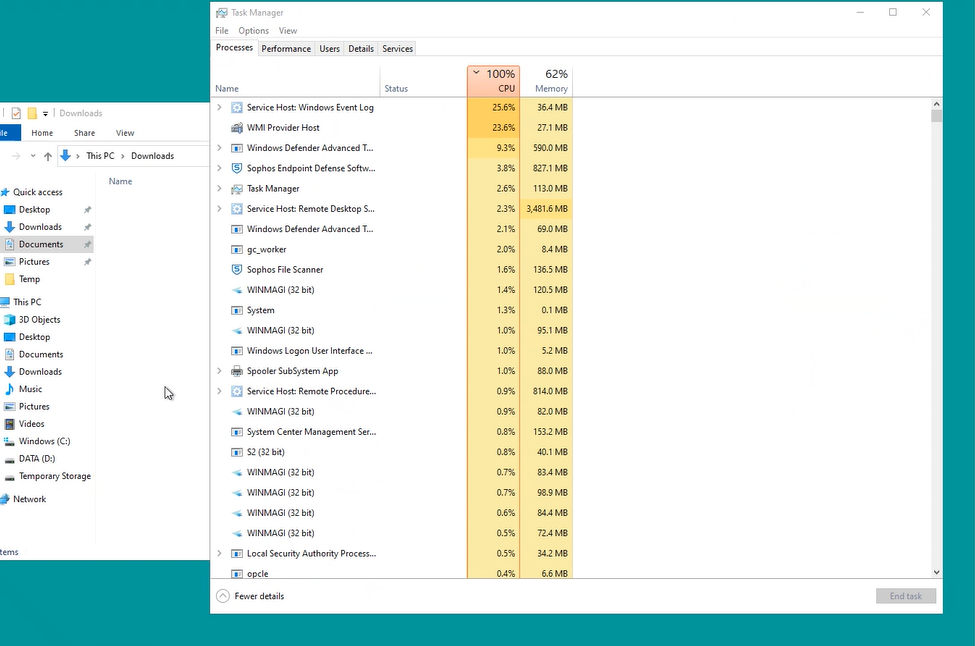 Downloads
ile Home Share View
This PC Downloads
Name
Quick access
Desktop
Downloads
Documents
Pictures
Temp
This PC
3D Objects
Desktop
Documents
Downloads
Music
Pictures
Videos
Windows (C:)
DATA (D:)
Temporary Storage
Network
tems
Task Manager
File Options View
Processes Performance Users Details Services
100% 62%
Name Status CPU Memory
Service Host: Windows Event Log 25.6% 36.4 MB
WMI Provider Host 23.6% 27.1 MB
Windows Defender Advanced T... 9.3% 590.0 MB
Sophos Endpoint Defense Softw... 3.8% 827.1 MB
Task Manager 2.6% 113.0 MB
Service Host: Remote Desktop S... 2.3% 3,481.6 MB
Windows Defender Advanced T... 2.1% 69.0 MB
gc_worker 2.0% 8.4 MB
Sophos File Scanner 1.6% 136.5 MB
WINMAGI (32 bit) 1.4% 120.5 MB
System 1.3% 0.1 MB
WINMAGI (32 bit) 1.0% 95.1 MB
Windows Logon User Interface ... 1.0% 5.2 MB
Spooler SubSystem App 1.0% 88.0 MB
Service Host: Remote Procedure... 0.9% 814.0 MB
WINMAGI (32 bit) 0.9% 82.0 MB
System Center Management Ser... 0.8% 153.2 MB
S2 (32 bit) 0.8% 40.1 MB
WINMAGI (32 bit) 0.7% 83.4 MB
WINMAGI (32 bit) 0.7% 98.9 MB
WINMAGI (32 bit) 0.6% 84.4 MB
WINMAGI (32 bit) 0.5% 72.4 MB
Local Security Authority Process... 0.5% 34.2 MB
opcle 0.4% 6.6 MB
Fewer details End task